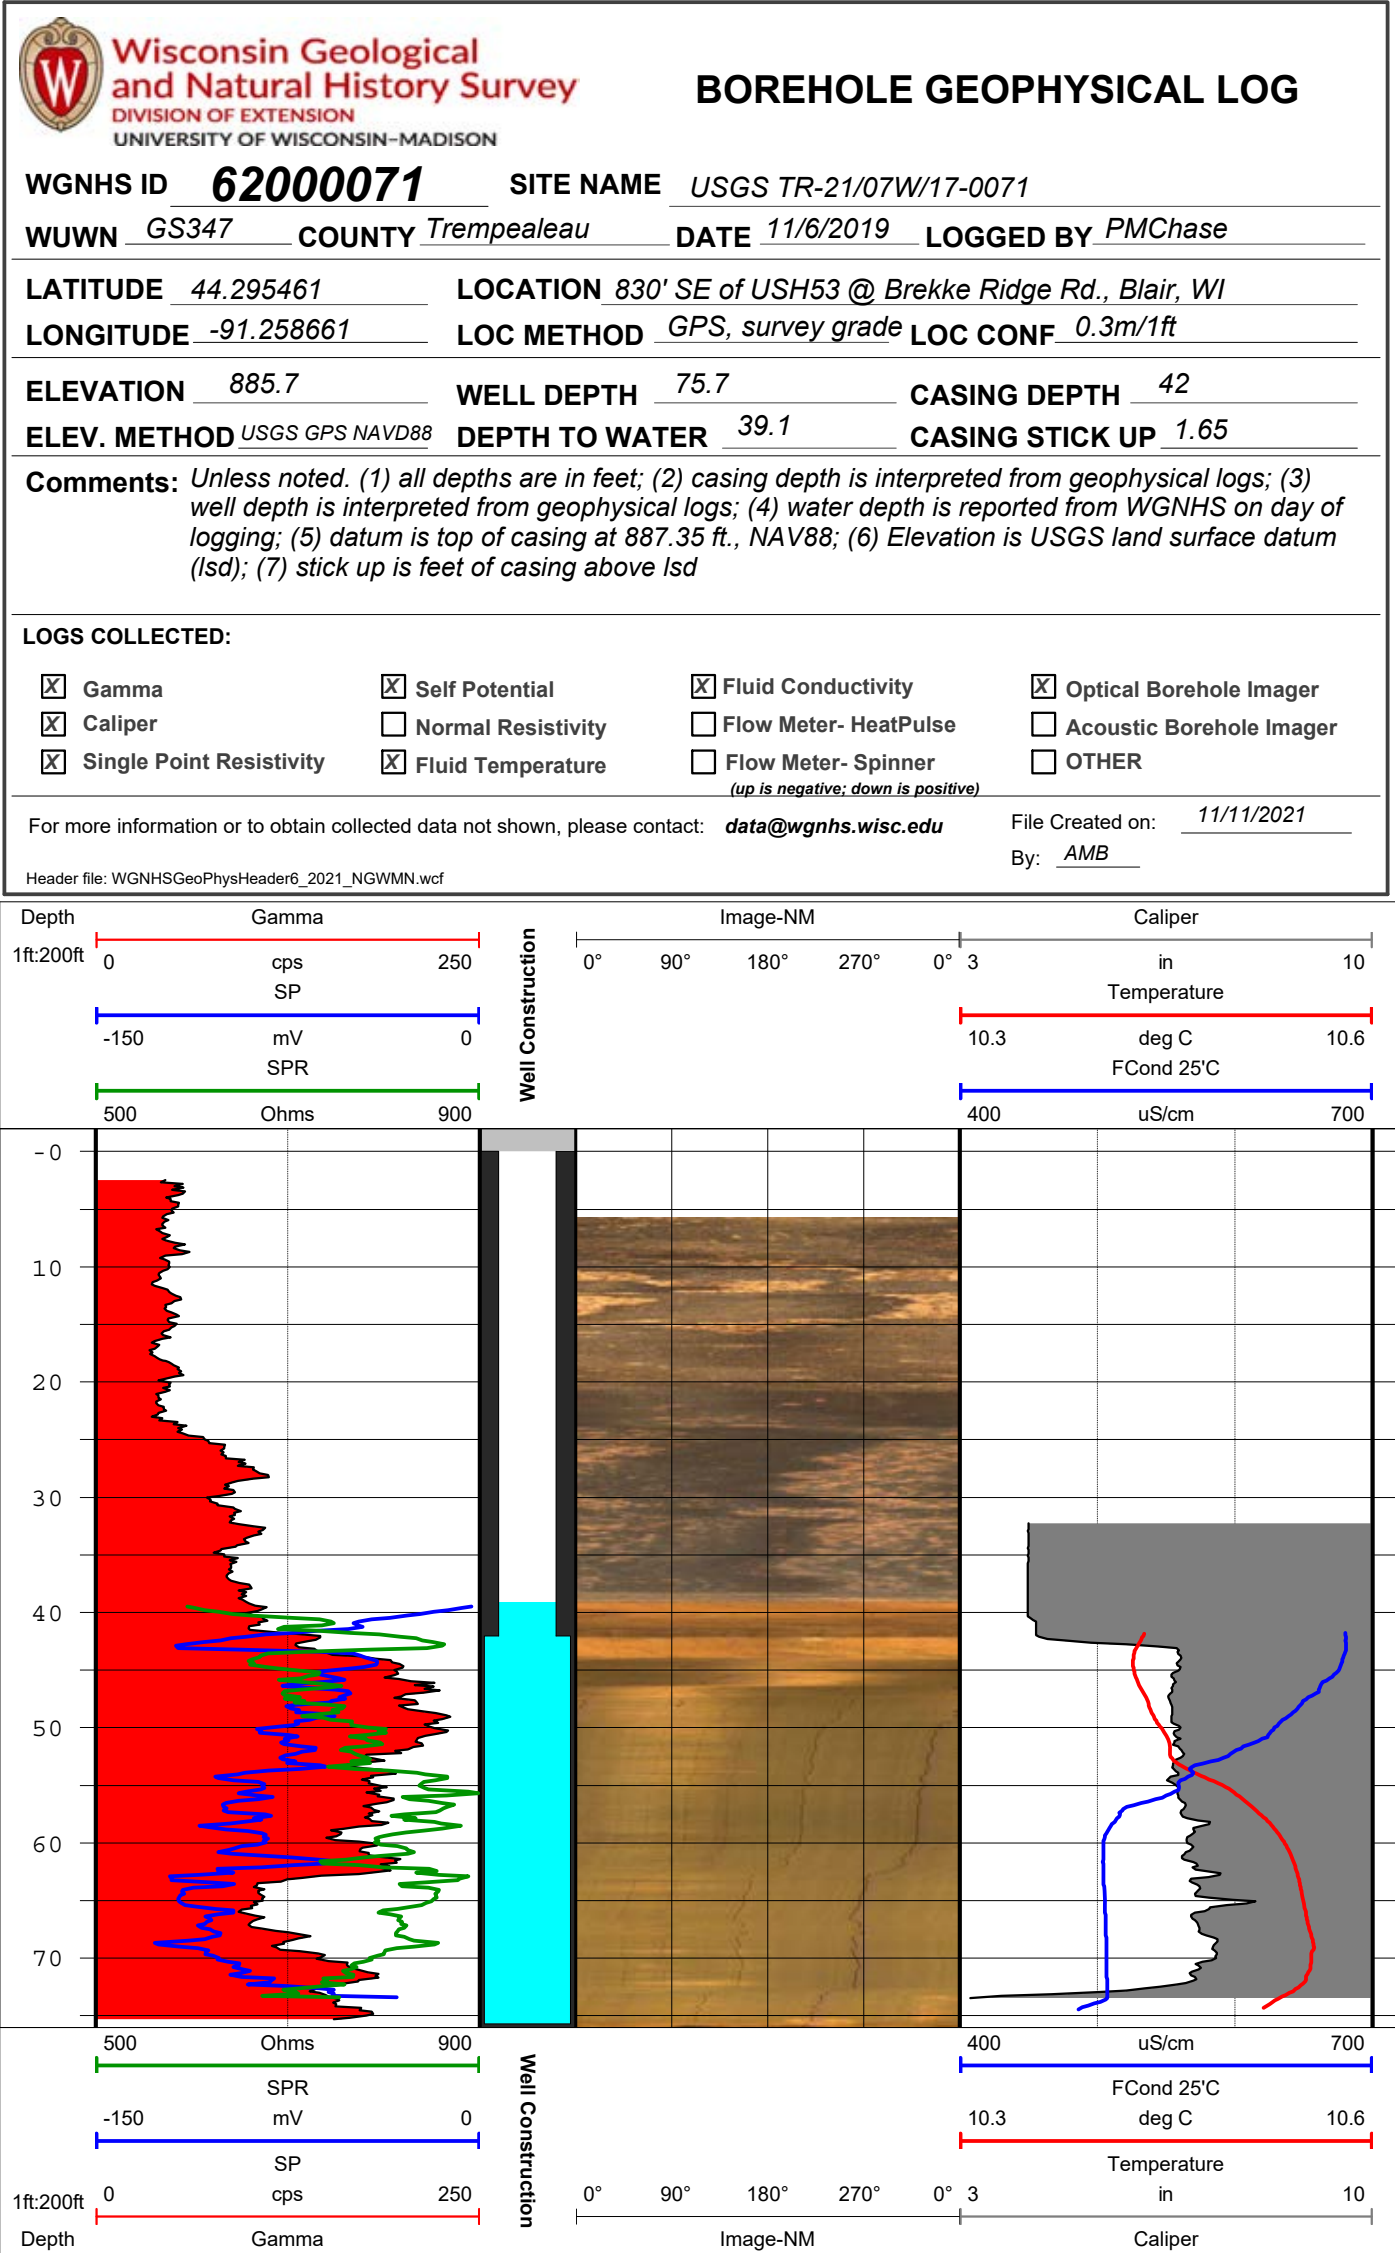 Wisconsin Geological
and Natural History Survey
DIVISION OF EXTENSION
UNIVERSITY OF WISCONSIN–MADISON
W
BOREHOLE GEOPHYSICAL LOG
WGNHS ID 62000071 SITE NAME USGS TR-21/07W/17-0071
WUWN GS347 COUNTY Trempealeau DATE 11/6/2019 LOGGED BY PMChase
LATITUDE 44.295461 LOCATION 830' SE of USH53 @ Brekke Ridge Rd., Blair, WI
LONGITUDE -91.258661 LOC METHOD GPS, survey grade LOC CONF 0.3m/1ft
ELEVATION 885.7 WELL DEPTH 75.7 CASING DEPTH 42
ELEV. METHOD USGS GPS NAVD88 DEPTH TO WATER 39.1 CASING STICK UP 1.65
Comments: Unless noted. (1) all depths are in feet; (2) casing depth is interpreted from geophysical logs; (3)
well depth is interpreted from geophysical logs; (4) water depth is reported from WGNHS on day of
logging; (5) datum is top of casing at 887.35 ft., NAV88; (6) Elevation is USGS land surface datum
(lsd); (7) stick up is feet of casing above lsd
LOGS COLLECTED:
X Gamma X Self Potential X Fluid Conductivity X Optical Borehole Imager
X Caliper Normal Resistivity Flow Meter- HeatPulse Acoustic Borehole Imager
X Single Point Resistivity X Fluid Temperature Flow Meter- Spinner OTHER
(up is negative; down is positive)
For more information or to obtain collected data not shown, please contact: data@wgnhs.wisc.edu File Created on: 11/11/2021
By: AMB
Header file: WGNHSGeoPhysHeader6_2021_NGWMN.wcf
Depth Gamma Image-NM Caliper
1ft:200ft 0 cps 250 0° 90° 180° 270° 0° 3 in 10
SP Temperature
-150 mV 0 10.3 deg C 10.6
SPR FCond 25'C
500 Ohms 900 400 uS/cm 700
Well Construction
-0
10
20
30
40
50
60
70
500 Ohms 900 400 uS/cm 700
SPR FCond 25'C
-150 mV 0 10.3 deg C 10.6
SP Temperature
1ft:200ft 0 cps 250 0° 90° 180° 270° 0° 3 in 10
Depth Gamma Image-NM Caliper
Well Construction